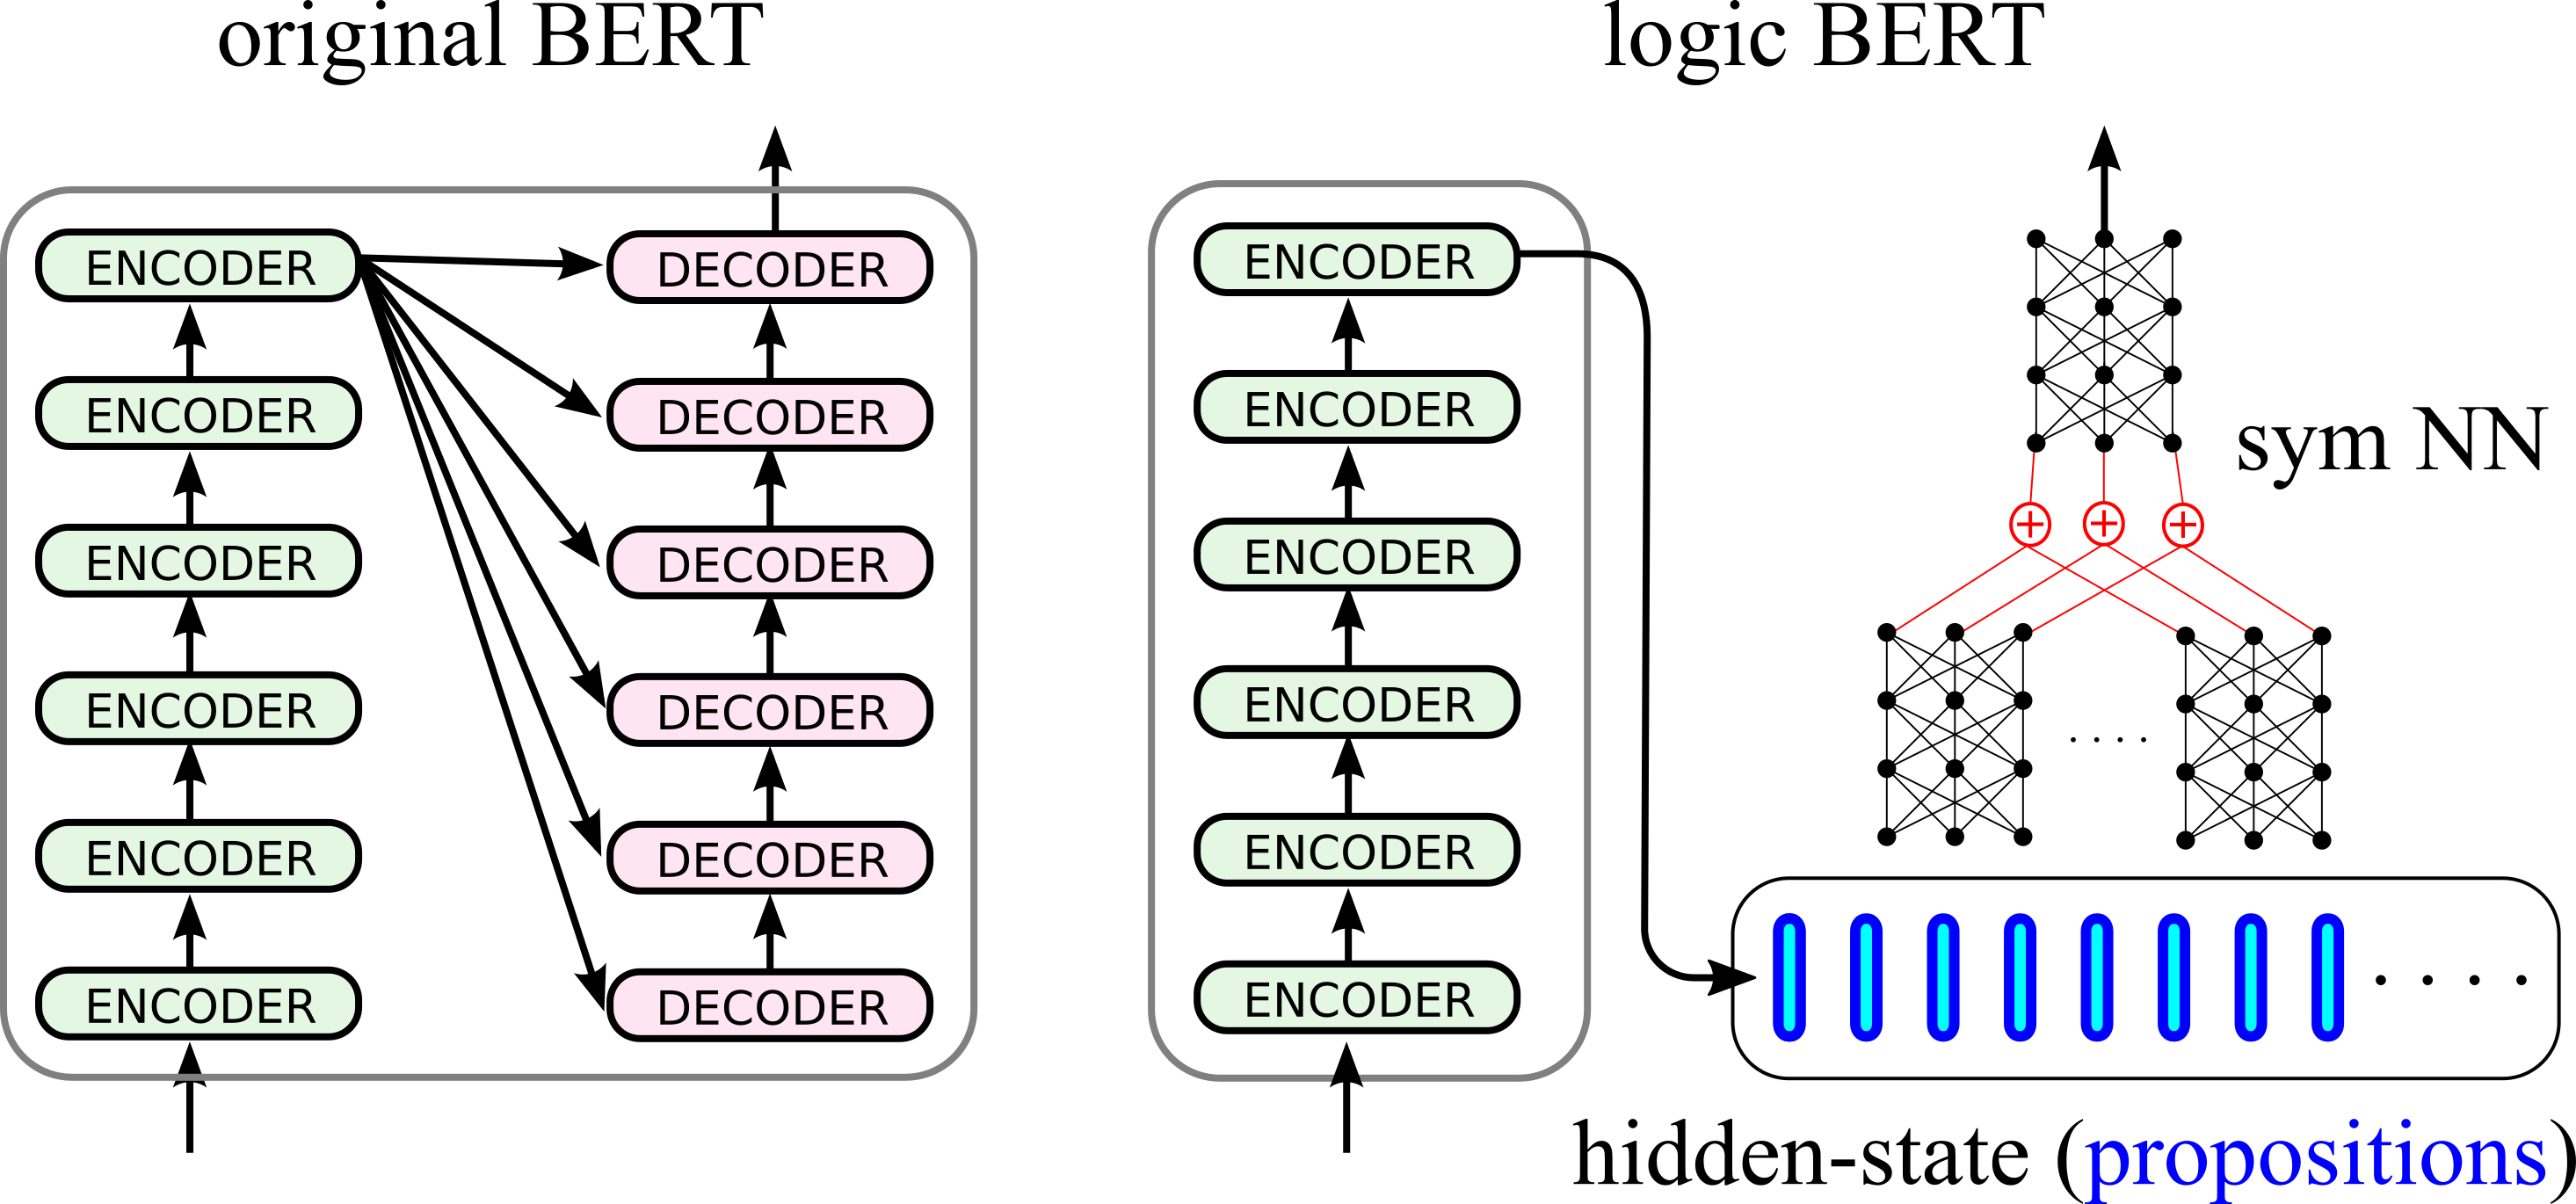 original BERT
logic BERT
ENCODER
ENCODER
ENCODER
ENCODER
ENCODER
ENCODER
DECODER
DECODER
DECODER
DECODER
DECODER
DECODER
ENCODER
ENCODER
ENCODER
ENCODER
ENCODER
ENCODER
sym NN
+ + +
. . . .
. . . .
hidden-state (propositions)